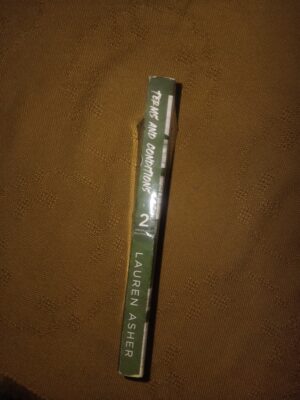 TERMS AND CONDITIONS
2
LAUREN ASHER